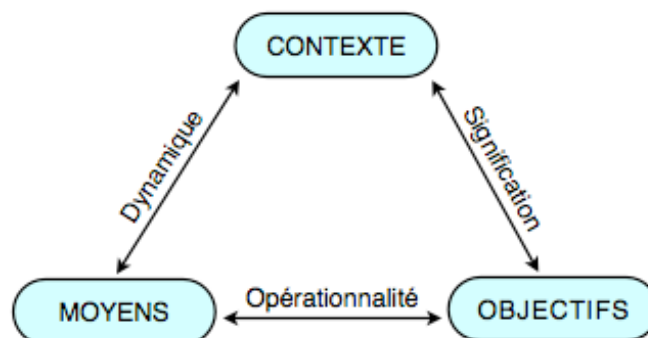 CONTEXTE
Dynamique
Signification
MOYENS
Opérationnalité
OBJECTIFS